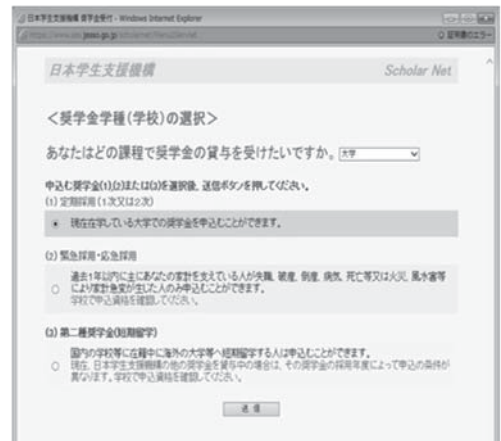 日本学生支援機構 奨学金受付 - Windows Internet Explorer
jasso.go.jp
証明書のエラー
日本学生支援機構
Scholar Net
＜奨学金学種(学校)の選択＞
あなたはどの課程で奨学金の貸与を受けたいですか。 大学
申込む奨学金(1),(2)または(3)を選択後、送信ボタンを押してください。
(1) 定期採用(1次又は2次)
現在在学している大学での奨学金を申込むことができます。
(2) 緊急採用・応急採用
過去1年以内に主にあなたの家計を支えている人が失職, 破産, 倒産, 病気, 死亡等又は火災, 風水害等
により家計急変が生じた人のみ申込むことができます。
学校で申込資格を確認してください。
(3) 第二種奨学金(短期留学)
国内の学校等に在籍中に海外の大学等へ短期留学する人は申込むことができます。
現在, 日本学生支援機構の他の奨学金を貸与中の場合は, その奨学金の採用年度によって申込の条件が
異なります。学校で申込資格を確認してください。
送信